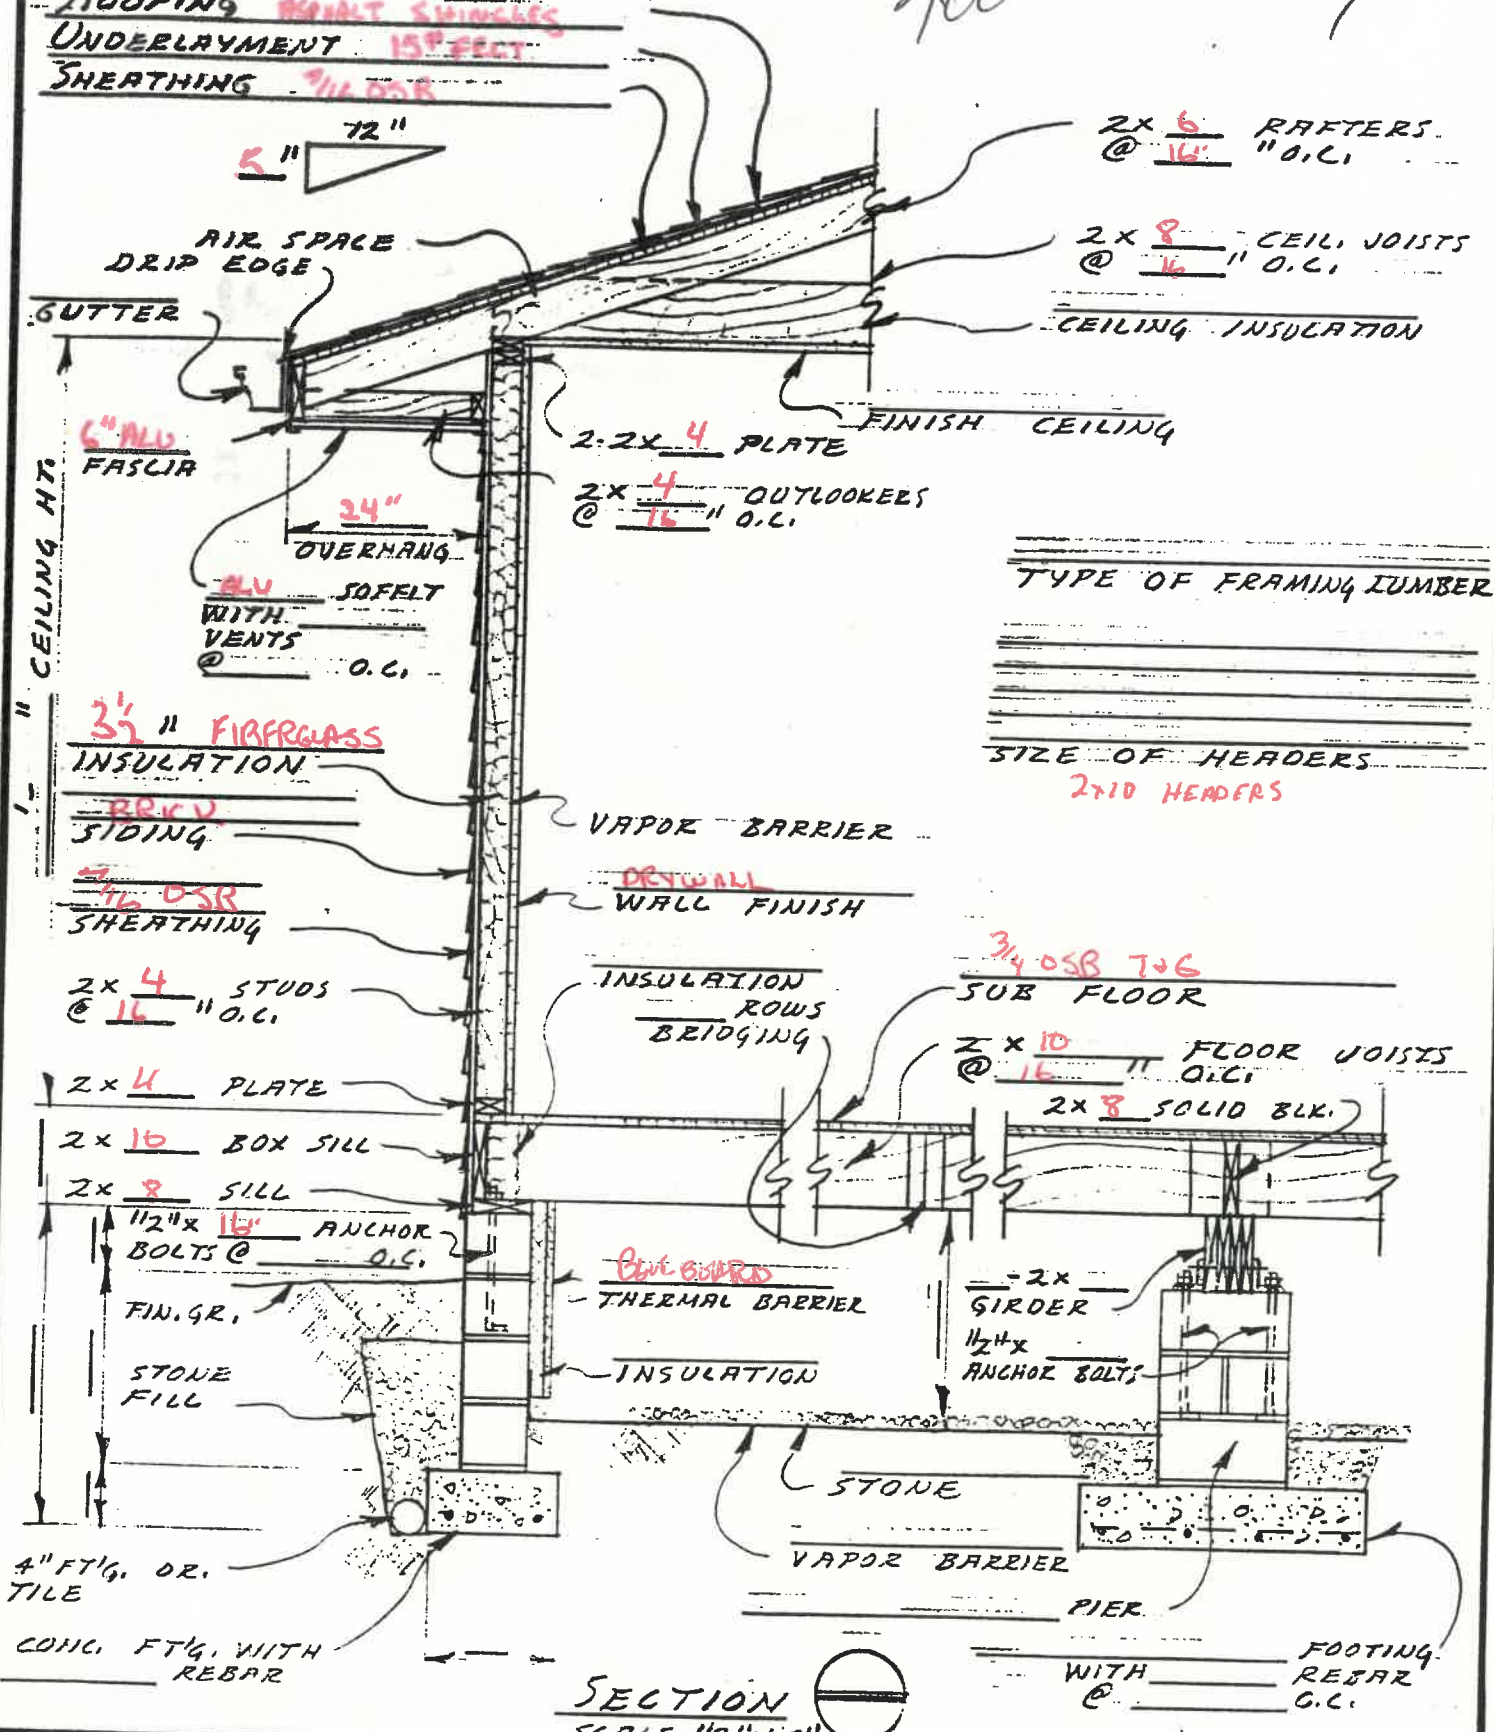 ROOFING ASPHALT SHINGLES
UNDERLAYMENT 15# FELT
SHEATHING 7/16 OSB
12"
5"
AIR SPACE
DRIP EDGE
GUTTER
2x 6 RAFTERS
@ 16" "O.C.
2x 8 CEIL. JOISTS
@ 16 " O.C.
CEILING INSULATION
FINISH CEILING
6" ALU
FASCIA
2-2x 4 PLATE
2x 4 OUTLOOKERS
@ 16 " O.C.
24"
OVERHANG
ALU SOFFIT
WITH
VENTS
@ O.C.
'- " CEILING HT.
TYPE OF FRAMING LUMBER
SIZE OF HEADERS
2x10 HEADERS
3 1/2 " FIBERGLASS
INSULATION
BRICK
SIDING
7/16 OSB
SHEATHING
VAPOR BARRIER
DRYWALL
WALL FINISH
2x 4 STUDS
@ 16 " O.C.
INSULATION
ROWS
BRIDGING
3/4 OSB T+G
SUB FLOOR
2 x 10 FLOOR JOISTS
@ 16 " O.C.
2x 8 SOLID BLK.
2x 4 PLATE
2x 10 BOX SILL
2x 8 SILL
1/2"x 16" ANCHOR
BOLTS @ O.C.
FIN. GR.
STONE
FILL
BLUE BOARD
THERMAL BARRIER
INSULATION
-2x
GIRDER
1/2"x
ANCHOR BOLTS
STONE
VAPOR BARRIER
PIER
4" FT'G. DR.
TILE
CONC. FT'G. WITH
REBAR
FOOTING
WITH REBAR
@ O.C.
SECTION